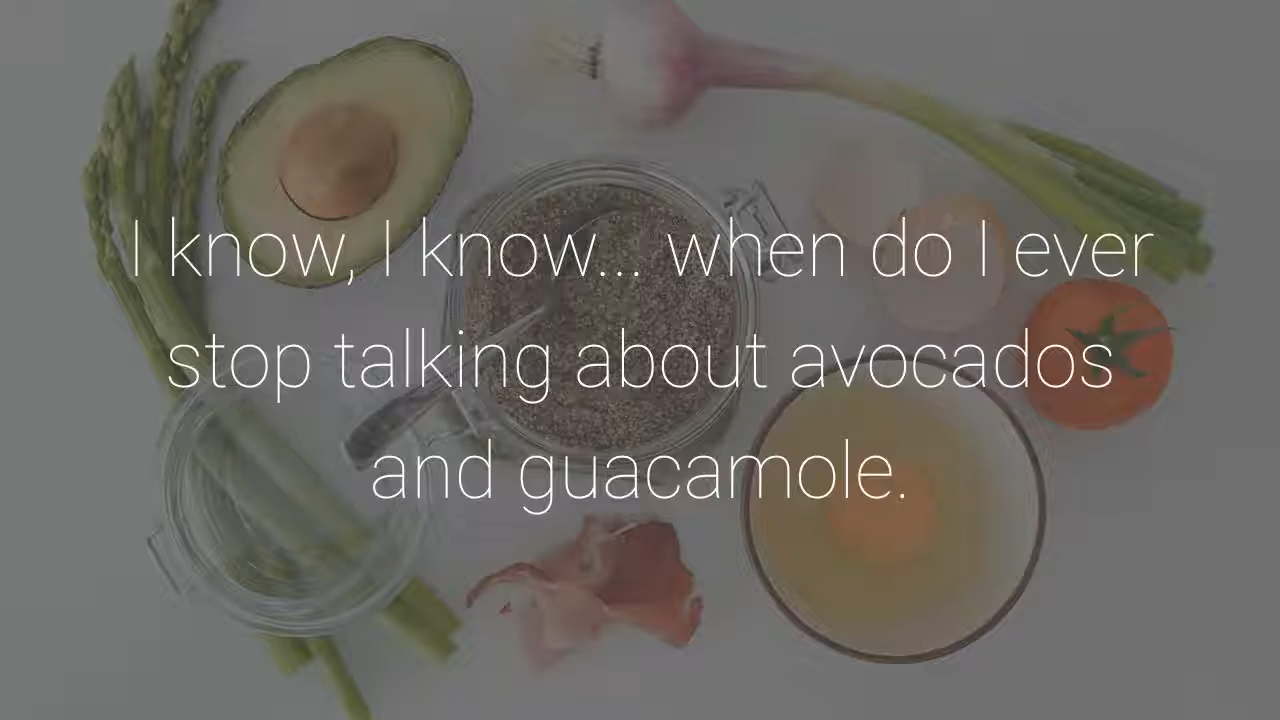 I know, I know... when do I ever
stop talking about avocados
and guacamole.